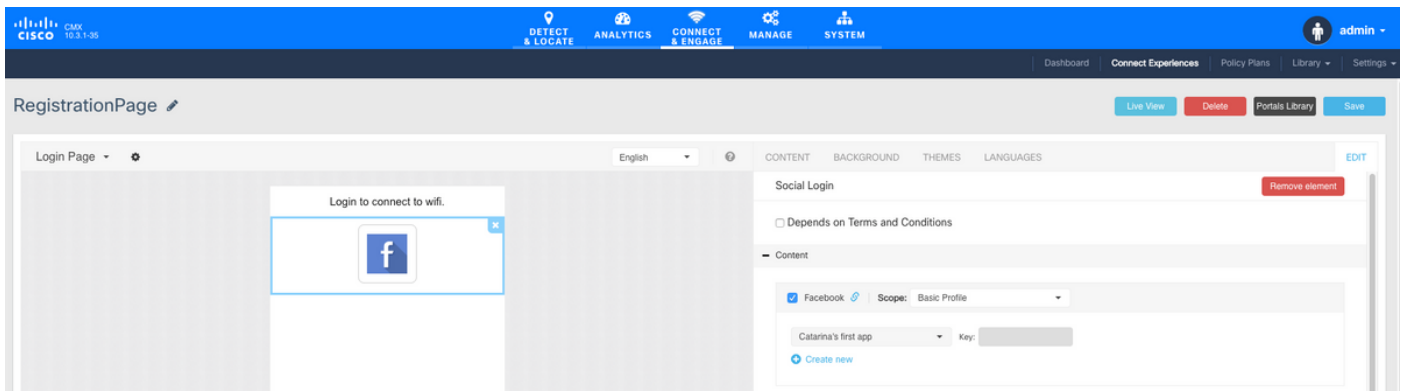 CISCO CMX 10.3.1-35
DETECT & LOCATE
ANALYTICS
CONNECT & ENGAGE
MANAGE
SYSTEM
admin
Dashboard Connect Experiences Policy Plans Library Settings
RegistrationPage Live View Delete Portals Library Save
Login Page English ? CONTENT BACKGROUND THEMES LANGUAGES EDIT
Social Login Remove element
Login to connect to wifi.
Depends on Terms and Conditions
f
Content
Facebook Scope: Basic Profile
Catarina's first app Key:
Create new